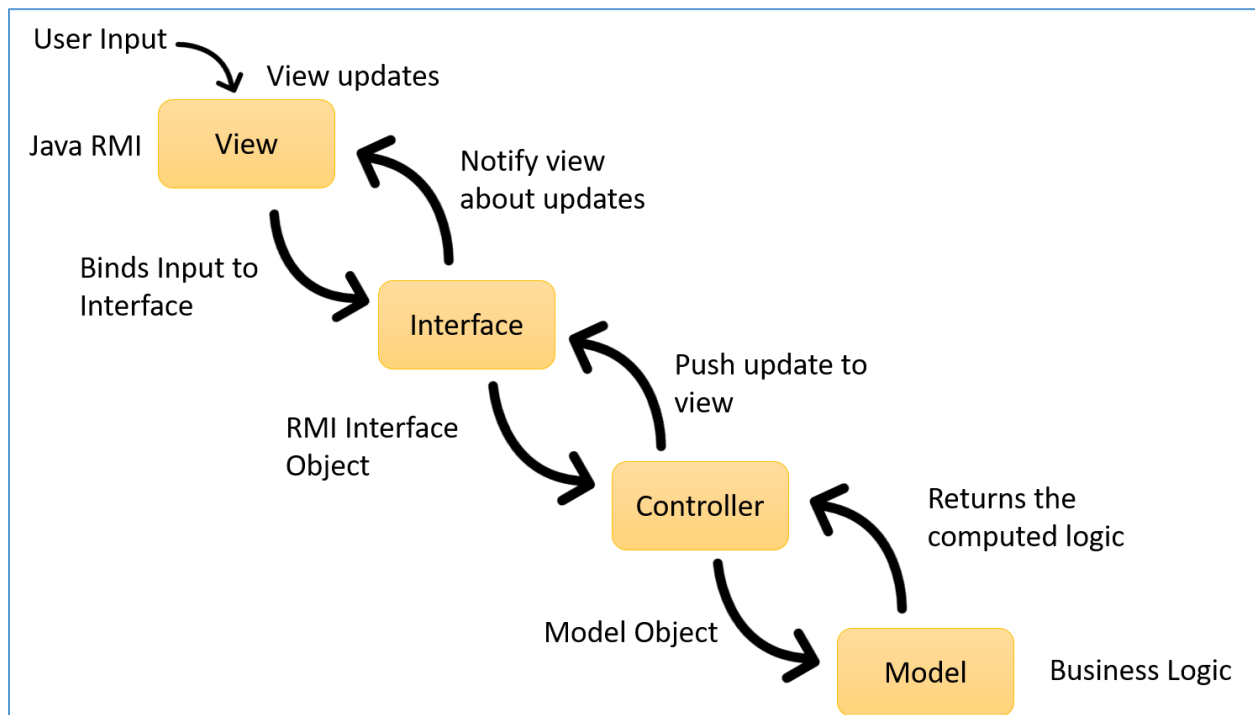 User Input
View updates
Java RMI
View
Notify view
about updates
Binds Input to
Interface
Interface
Push update to
view
RMI Interface
Object
Controller
Returns the
computed logic
Model Object
Model
Business Logic